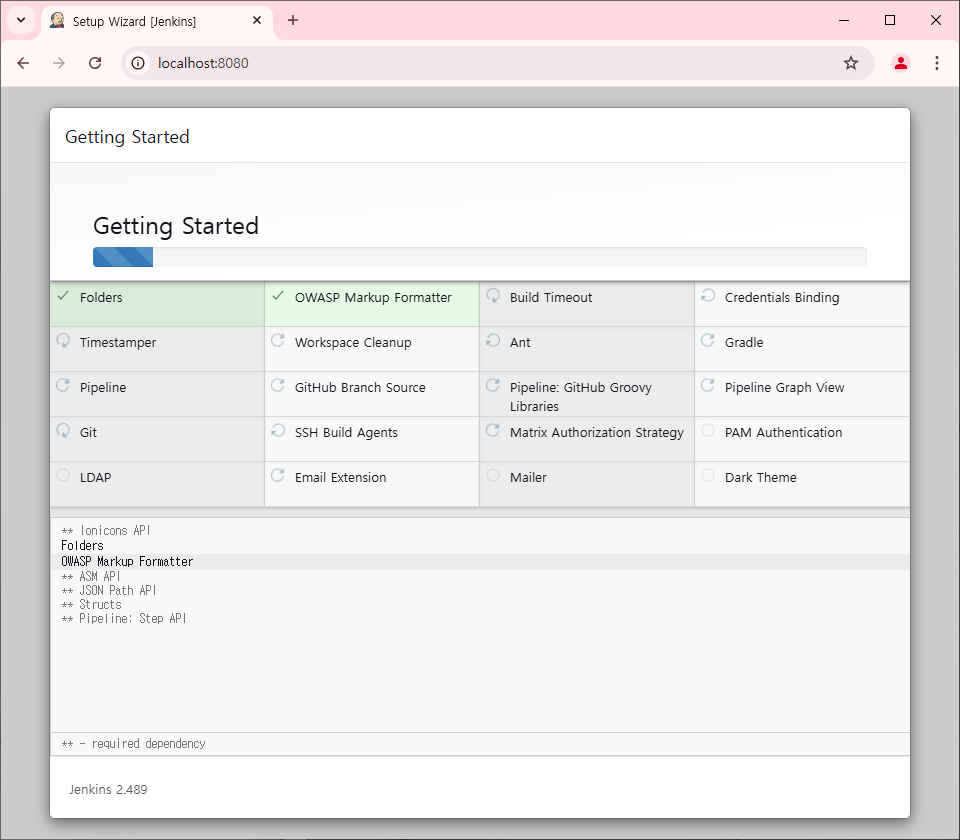 Setup Wizard [Jenkins]
localhost:8080
Getting Started
Getting Started
Folders
OWASP Markup Formatter
Build Timeout
Credentials Binding
Timestamper
Workspace Cleanup
Ant
Gradle
Pipeline
GitHub Branch Source
Pipeline: GitHub Groovy
Libraries
Pipeline Graph View
Git
SSH Build Agents
Matrix Authorization Strategy
PAM Authentication
LDAP
Email Extension
Mailer
Dark Theme
** Ionicons API
Folders
OWASP Markup Formatter
** ASM API
** JSON Path API
** Structs
** Pipeline: Step API
** - required dependency
Jenkins 2.489